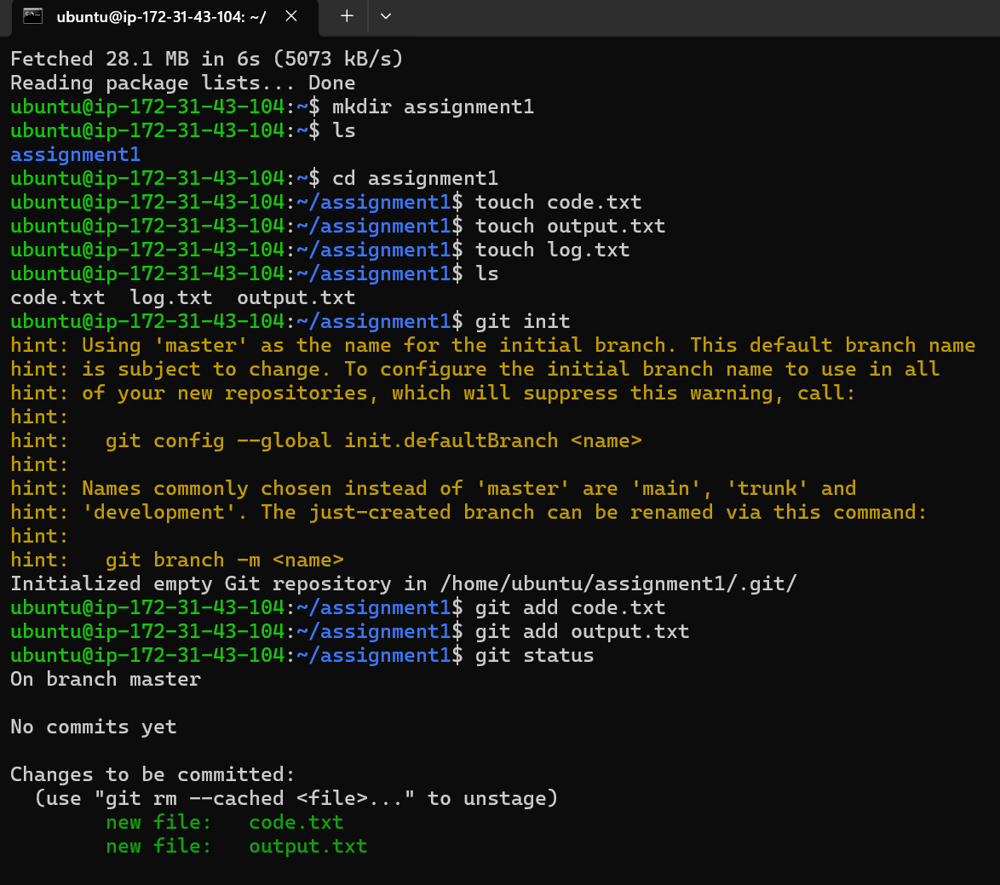 ubuntu@ip-172-31-43-104: ~/
Fetched 28.1 MB in 6s (5073 kB/s)
Reading package lists... Done
ubuntu@ip-172-31-43-104:~$ mkdir assignment1
ubuntu@ip-172-31-43-104:~$ ls
assignment1
ubuntu@ip-172-31-43-104:~$ cd assignment1
ubuntu@ip-172-31-43-104:~/assignment1$ touch code.txt
ubuntu@ip-172-31-43-104:~/assignment1$ touch output.txt
ubuntu@ip-172-31-43-104:~/assignment1$ touch log.txt
ubuntu@ip-172-31-43-104:~/assignment1$ ls
code.txt  log.txt  output.txt
ubuntu@ip-172-31-43-104:~/assignment1$ git init
hint: Using 'master' as the name for the initial branch. This default branch name
hint: is subject to change. To configure the initial branch name to use in all
hint: of your new repositories, which will suppress this warning, call:
hint:
hint:   git config --global init.defaultBranch <name>
hint:
hint: Names commonly chosen instead of 'master' are 'main', 'trunk' and
hint: 'development'. The just-created branch can be renamed via this command:
hint:
hint:   git branch -m <name>
Initialized empty Git repository in /home/ubuntu/assignment1/.git/
ubuntu@ip-172-31-43-104:~/assignment1$ git add code.txt
ubuntu@ip-172-31-43-104:~/assignment1$ git add output.txt
ubuntu@ip-172-31-43-104:~/assignment1$ git status
On branch master

No commits yet

Changes to be committed:
  (use "git rm --cached <file>..." to unstage)
        new file:   code.txt
        new file:   output.txt